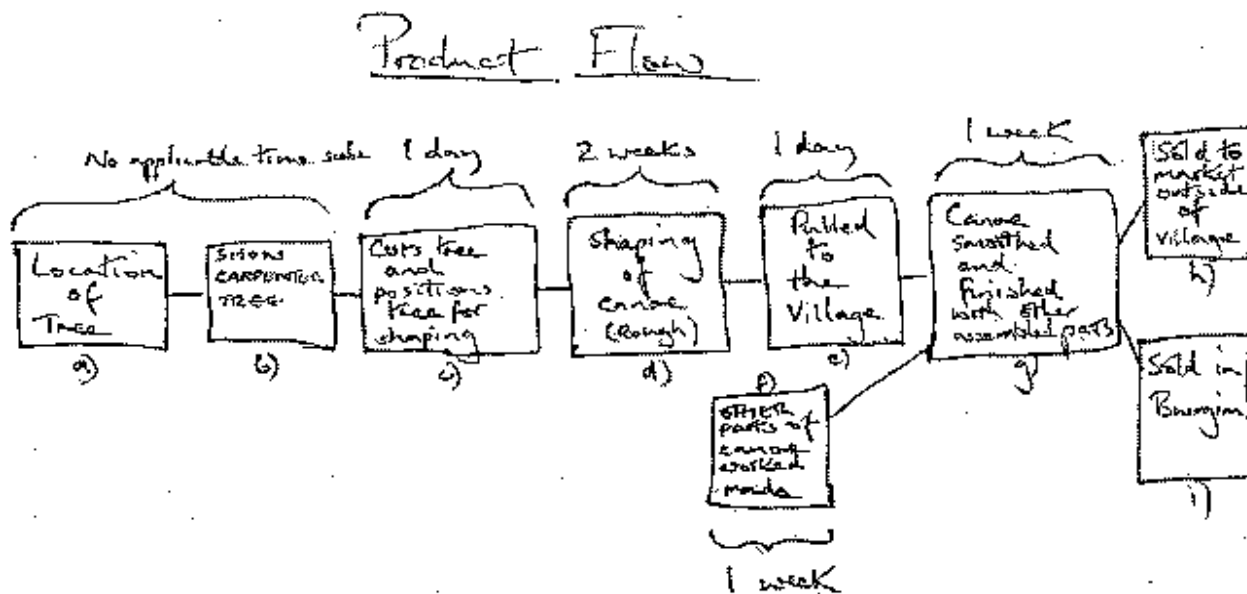 Product Flow
No applicable time scale
1 day
2 weeks
1 day
1 week
Location
of
Tree
a)
CARPENTER
TREE
b)
Cuts tree
and
positions
tree for
shaping
c)
Shaping
of
canoe
(Rough)
d)
Pulled
to
the
Village
e)
f)
OTHER
parts of
canoe
worked
1 week
Canoe
smoothed
and
finished
with other
assembled parts
g)
Sold to
market
outside
of
village
h)
Sold in
i)